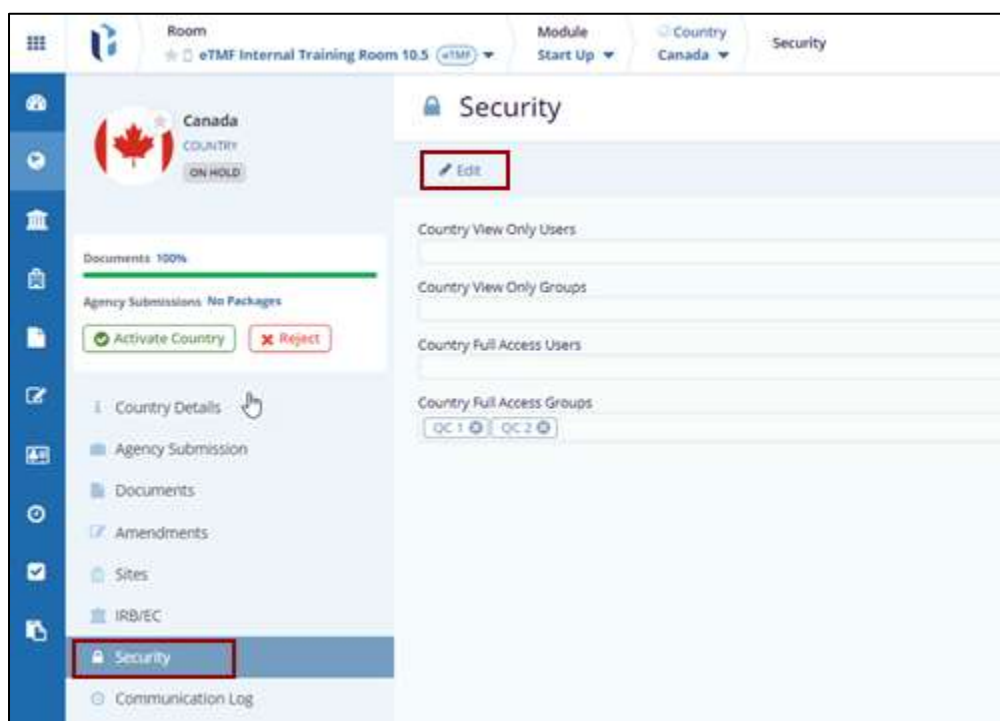 Room
eTMF Internal Training Room 10.5 eTMF
Module
Start Up
Country
Canada
Security
Canada
COUNTRY
ON HOLD
Documents 100%
Agency Submissions No Packages
Activate Country
Reject
Country Details
Agency Submission
Documents
Amendments
Sites
IRB/EC
Security
Communication Log
Security
Edit
Country View Only Users
Country View Only Groups
Country Full Access Users
Country Full Access Groups
QC 1 QC 2